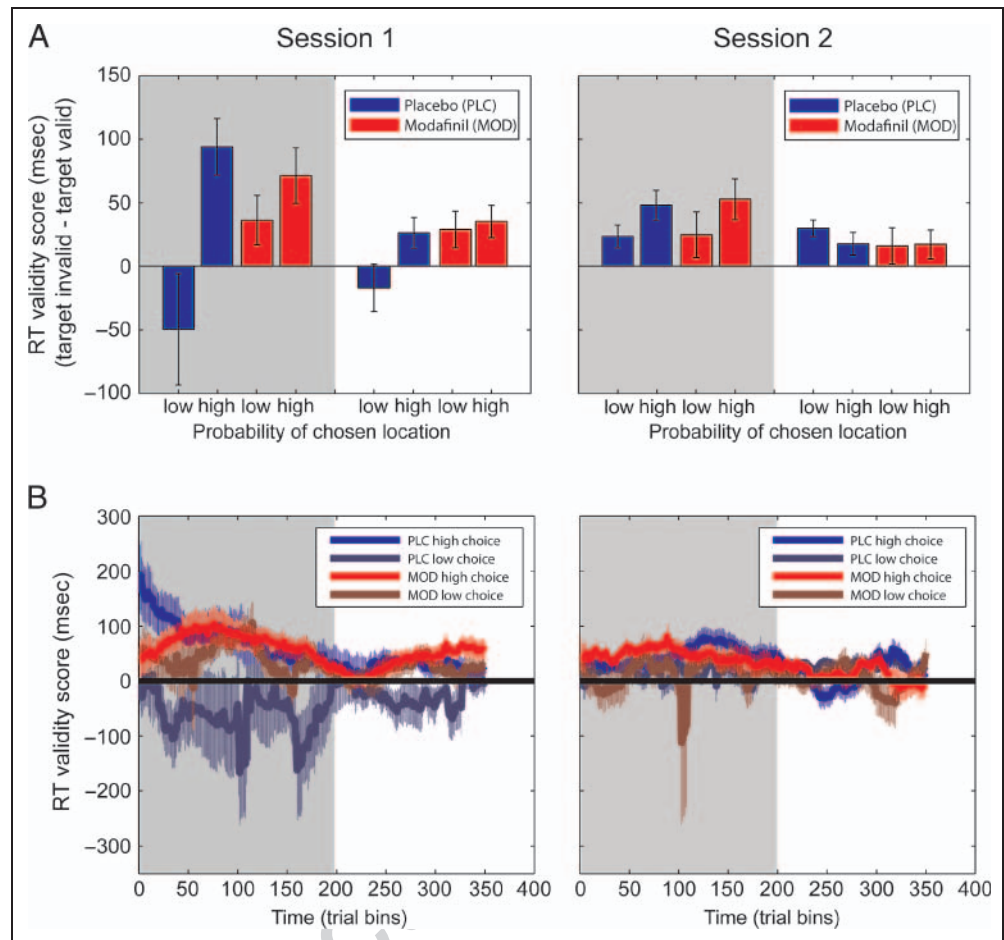 A
Session 1
Session 2
RT validity score (msec)
(target invalid - target valid)
150
100
50
0
−50
−100
Placebo (PLC)
Modafinil (MOD)
Placebo (PLC)
Modafinil (MOD)
low high low high
low high low high
low high low high
low high low high
Probability of chosen location
Probability of chosen location
B
RT validity score (msec)
300
200
100
0
−100
−200
−300
PLC high choice
PLC low choice
MOD high choice
MOD low choice
PLC high choice
PLC low choice
MOD high choice
MOD low choice
0 50 100 150 200 250 300 350 400
0 50 100 150 200 250 300 350 400
Time (trial bins)
Time (trial bins)